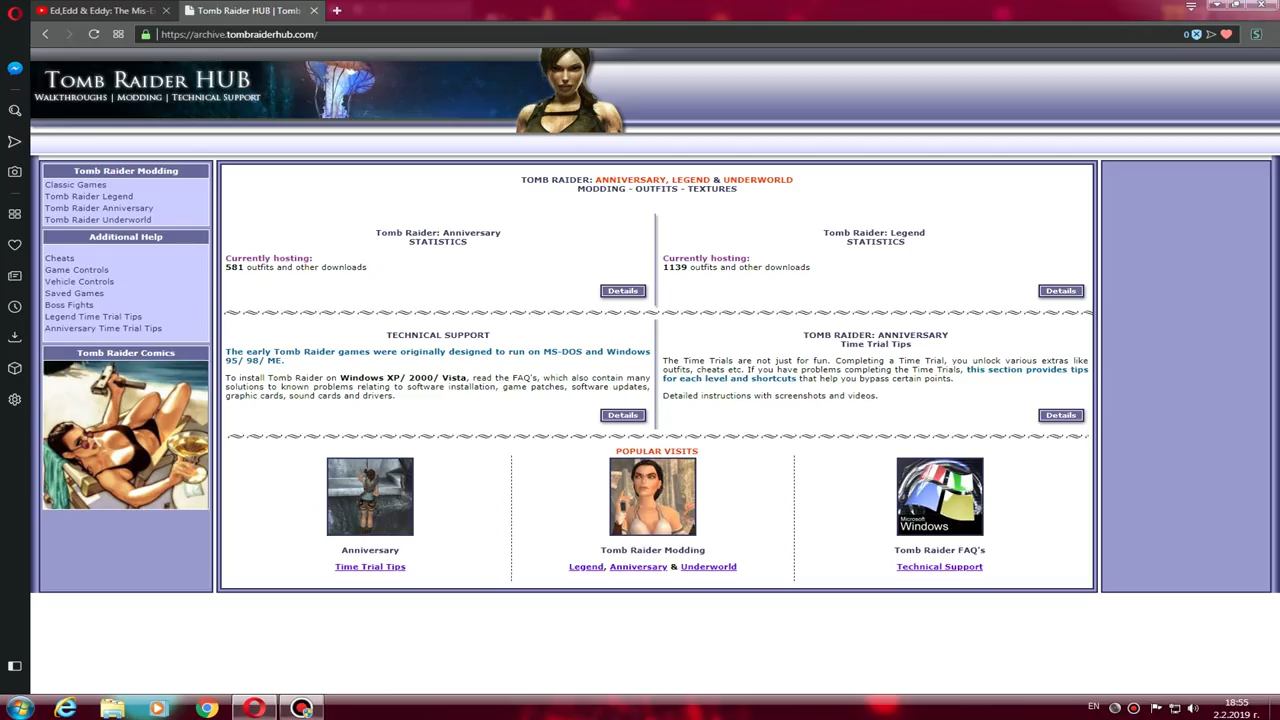 Ed,Edd & Eddy: The Mis-E
Tomb Raider HUB | Tomb
https://archive.tombraiderhub.com/
0
TOMB RAIDER HUB
WALKTHROUGHS | MODDING | TECHNICAL SUPPORT
Tomb Raider Modding
Classic Games
Tomb Raider Legend
Tomb Raider Anniversary
Tomb Raider Underworld
Additional Help
Cheats
Game Controls
Vehicle Controls
Saved Games
Boss Fights
Legend Time Trial Tips
Anniversary Time Trial Tips
Tomb Raider Comics
TOMB RAIDER: ANNIVERSARY, LEGEND & UNDERWORLD
MODDING - OUTFITS - TEXTURES
Tomb Raider: Anniversary
STATISTICS
Currently hosting:
581 outfits and other downloads
Details
Tomb Raider: Legend
STATISTICS
Currently hosting:
1139 outfits and other downloads
Details
TECHNICAL SUPPORT
The early Tomb Raider games were originally designed to run on MS-DOS and Windows
95/ 98/ ME.
To install Tomb Raider on Windows XP/ 2000/ Vista, read the FAQ's, which also contain many
solutions to known problems relating to software installation, game patches, software updates,
graphic cards, sound cards and drivers.
Details
TOMB RAIDER: ANNIVERSARY
Time Trial Tips
The Time Trials are not just for fun. Completing a Time Trial, you unlock various extras like
outfits, cheats etc. If you have problems completing the Time Trials, this section provides tips
for each level and shortcuts that help you bypass certain points.
Detailed instructions with screenshots and videos.
Details
POPULAR VISITS
Anniversary
Time Trial Tips
Tomb Raider Modding
Legend, Anniversary & Underworld
Microsoft
Windows
Tomb Raider FAQ's
Technical Support
EN
18:55
2.2.2019 г.